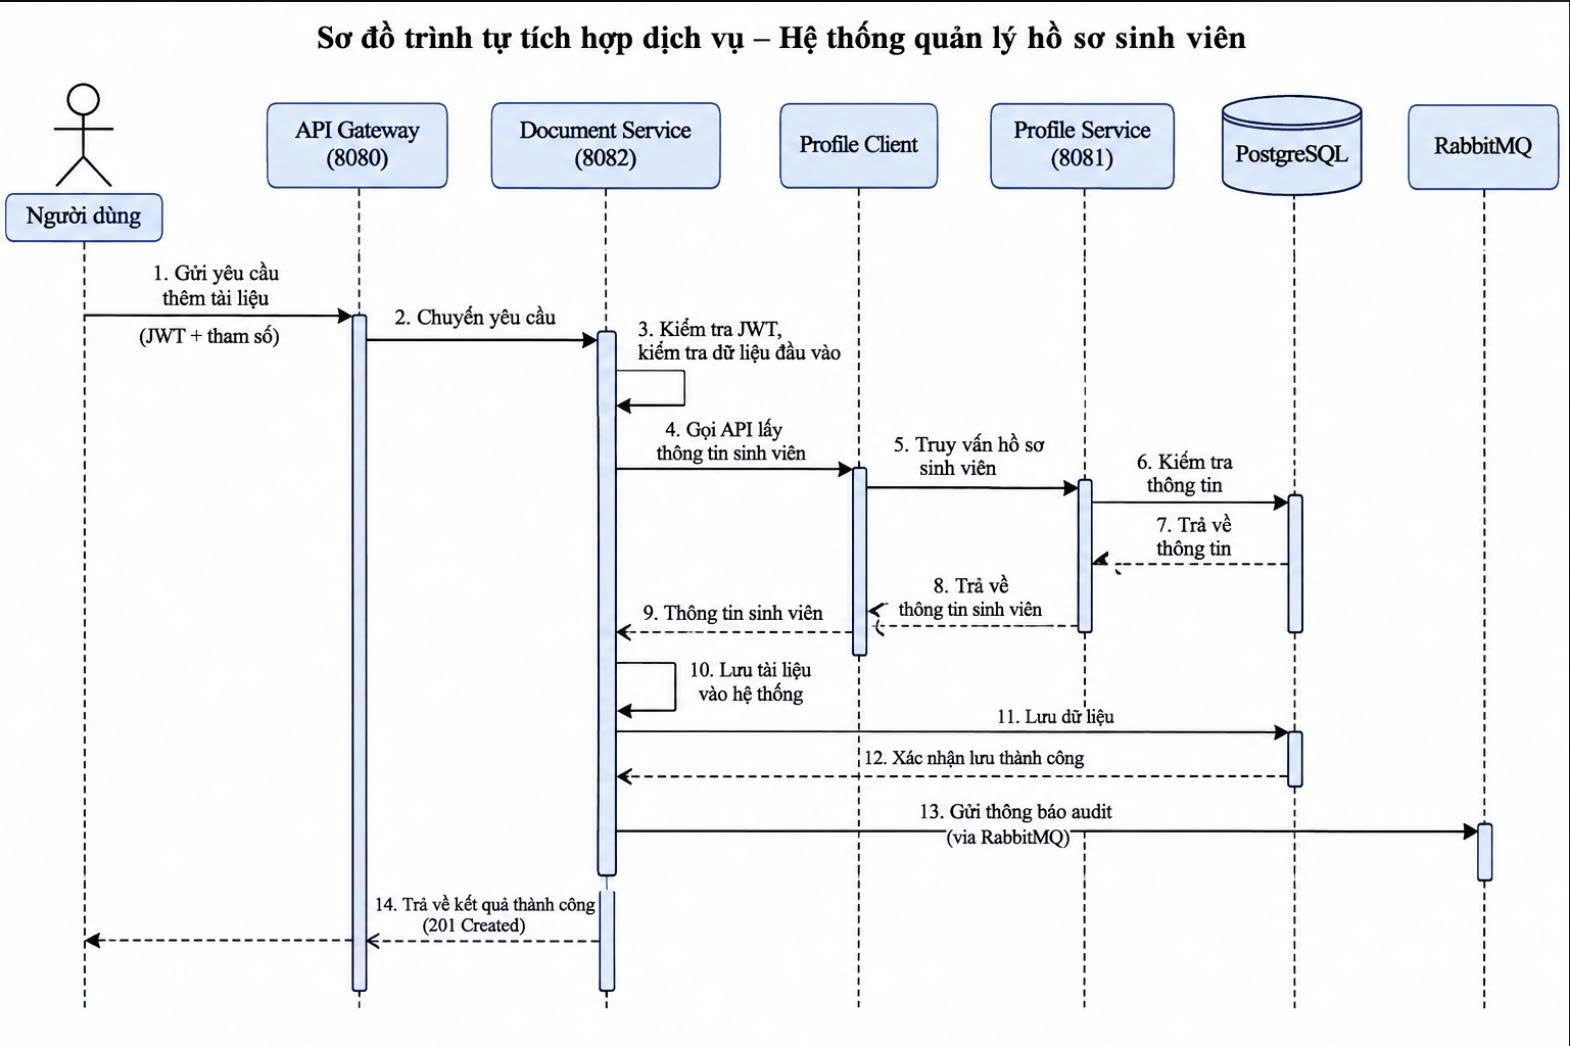 Sơ đồ trình tự tích hợp dịch vụ – Hệ thống quản lý hồ sơ sinh viên
Người dùng
API Gateway
(8080)
Document Service
(8082)
Profile Client
Profile Service
(8081)
PostgreSQL
RabbitMQ
1. Gửi yêu cầu
thêm tài liệu
(JWT + tham số)
2. Chuyến yêu cầu
3. Kiểm tra JWT,
kiểm tra dữ liệu đầu vào
4. Gọi API lấy
thông tin sinh viên
5. Truy vấn hồ sơ
sinh viên
6. Kiểm tra
thông tin
7. Trả về
thông tin
8. Trả về
thông tin sinh viên
9. Thông tin sinh viên
10. Lưu tài liệu
vào hệ thống
11. Lưu dữ liệu
12. Xác nhận lưu thành công
13. Gửi thông báo audit
(via RabbitMQ)
14. Trả về kết quả thành công
(201 Created)